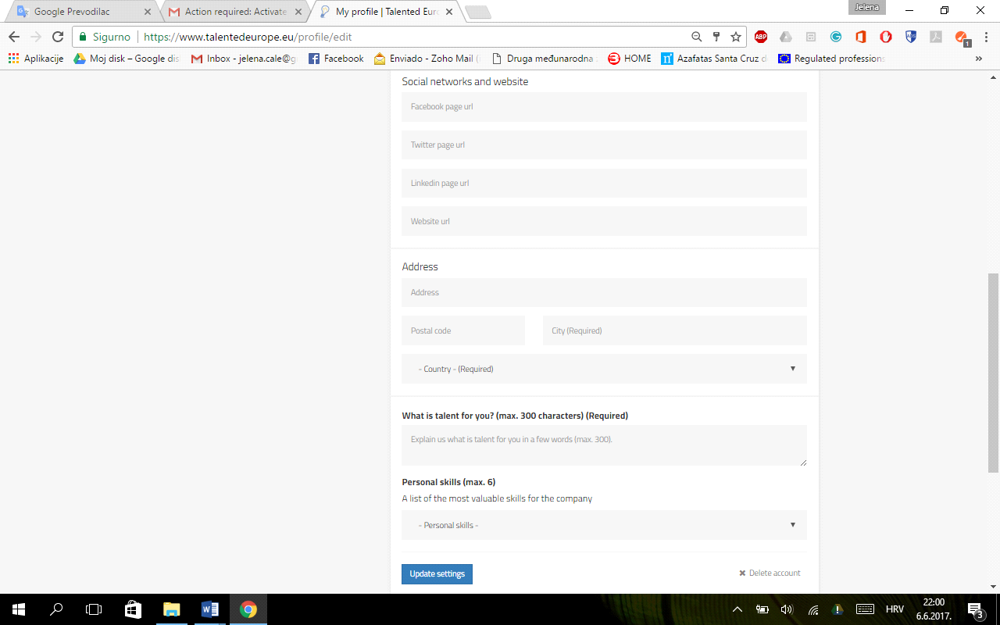 Google Prevodilac
Action required: Activate
My profile | Talented Euro
Jelena
Sigurno
https://www.talentedeurope.eu/profile/edit
ABP
1
Aplikacije
Moj disk – Google dis
Inbox - jelena.cale@g
Facebook
Enviado - Zoho Mail (
Druga međunarodna
HOME
Azafatas Santa Cruz d
Regulated professions
»
Social networks and website
Facebook page url
Twitter page url
Linkedin page url
Website url
Address
Address
Postal code
City (Required)
- Country - (Required)
What is talent for you? (max. 300 characters) (Required)
Explain us what is talent for you in a few words (max. 300).
Personal skills (max. 6)
A list of the most valuable skills for the company
- Personal skills -
Update settings
Delete account
HRV
22:00
6.6.2017.
3